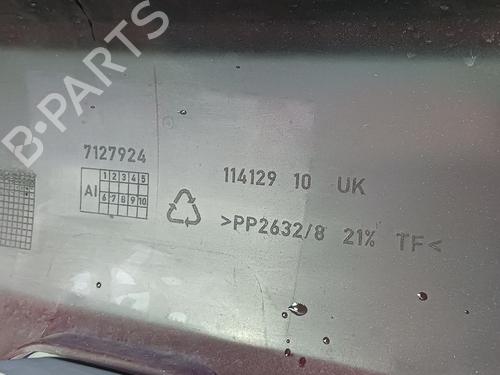 B-PARTS
7127924
114129 10 UK
AI 1 2 3 4 5
6 7 8 9 10
>PP2632/8 21% TF<